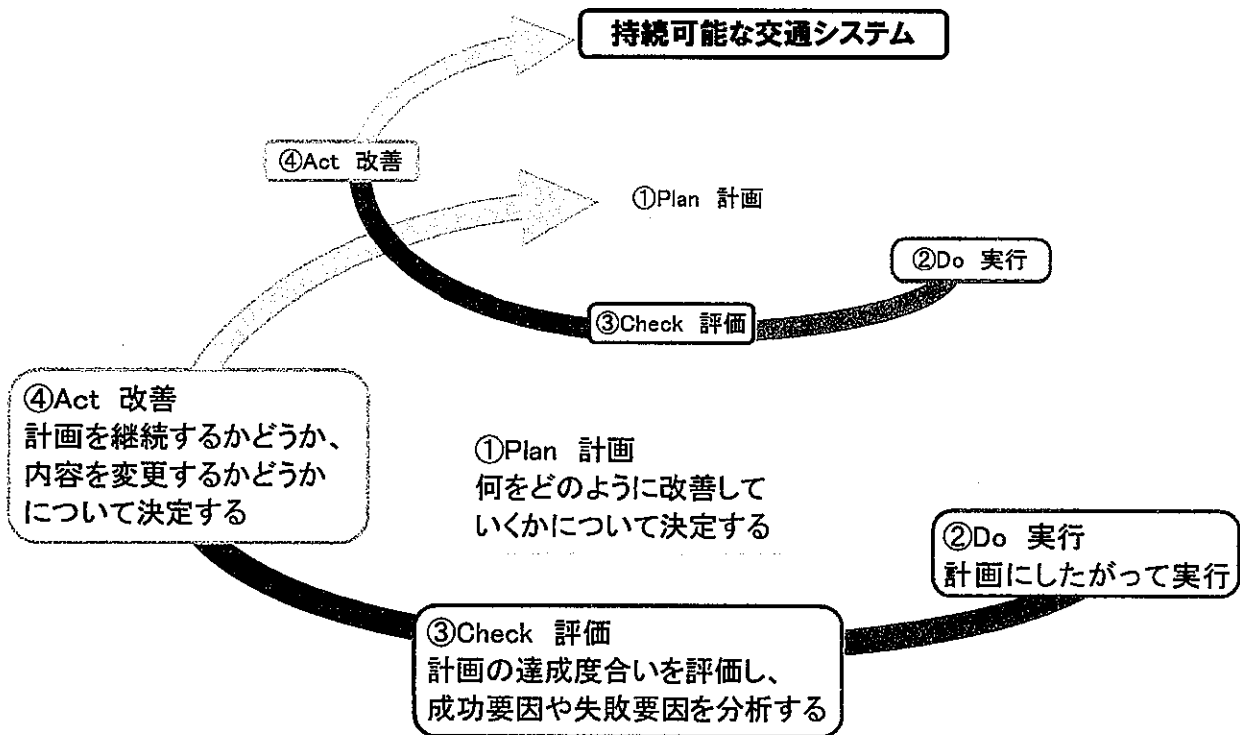 持続可能な交通システム
④Act 改善
①Plan 計画
②Do 実行
③Check 評価
④Act 改善
計画を継続するかどうか、
内容を変更するかどうか
について決定する
①Plan 計画
何をどのように改善して
いくかについて決定する
②Do 実行
計画にしたがって実行
③Check 評価
計画の達成度合いを評価し、
成功要因や失敗要因を分析する